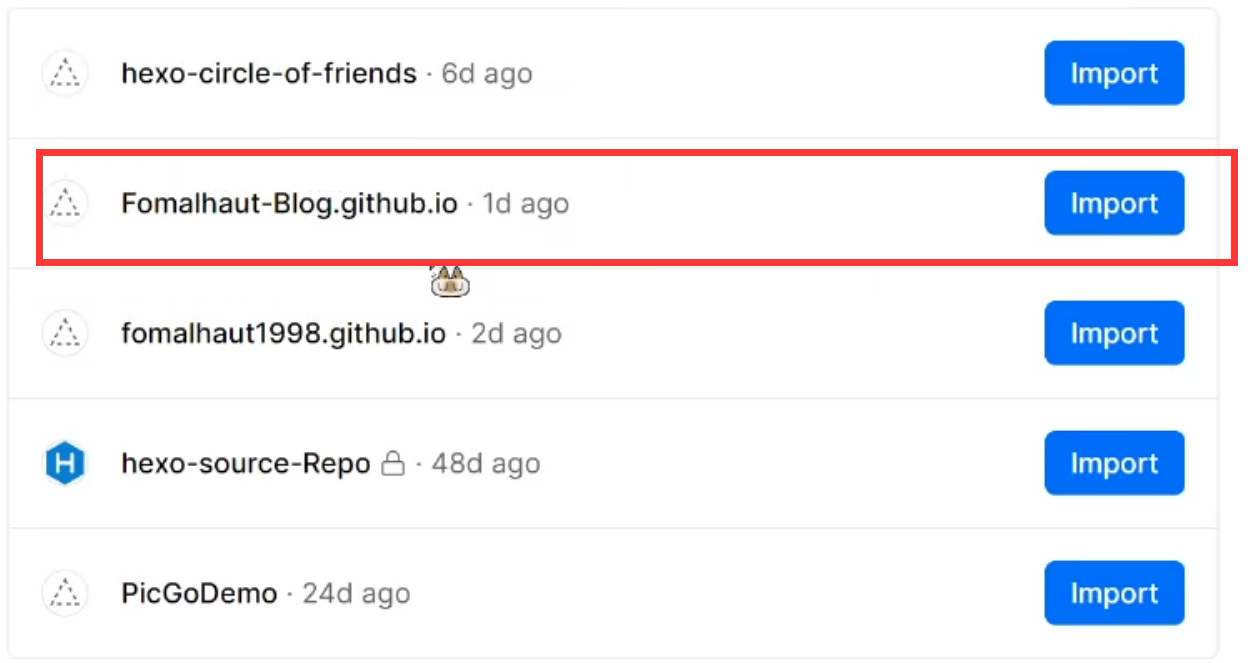 hexo-circle-of-friends · 6d ago Import
Fomalhaut-Blog.github.io · 1d ago Import
fomalhaut1998.github.io · 2d ago Import
H hexo-source-Repo · 48d ago Import
PicGoDemo · 24d ago Import